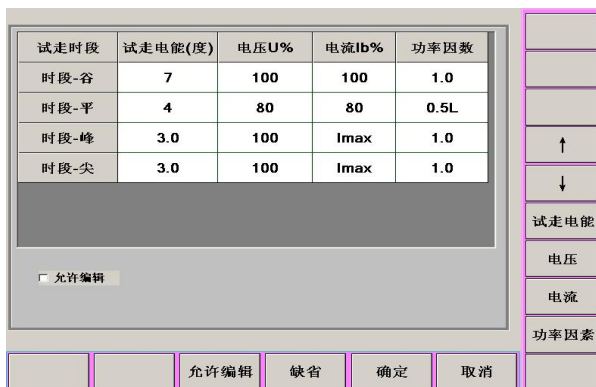 试走时段 试走电能(度) 电压U% 电流Ib% 功率因数
时段-谷 7 100 100 1.0
时段-平 4 80 80 0.5L
时段-峰 3.0 100 Imax 1.0
时段-尖 3.0 100 Imax 1.0
允许编辑
↑
↓
试走电能
电压
电流
功率因素
允许编辑 缺省 确定 取消